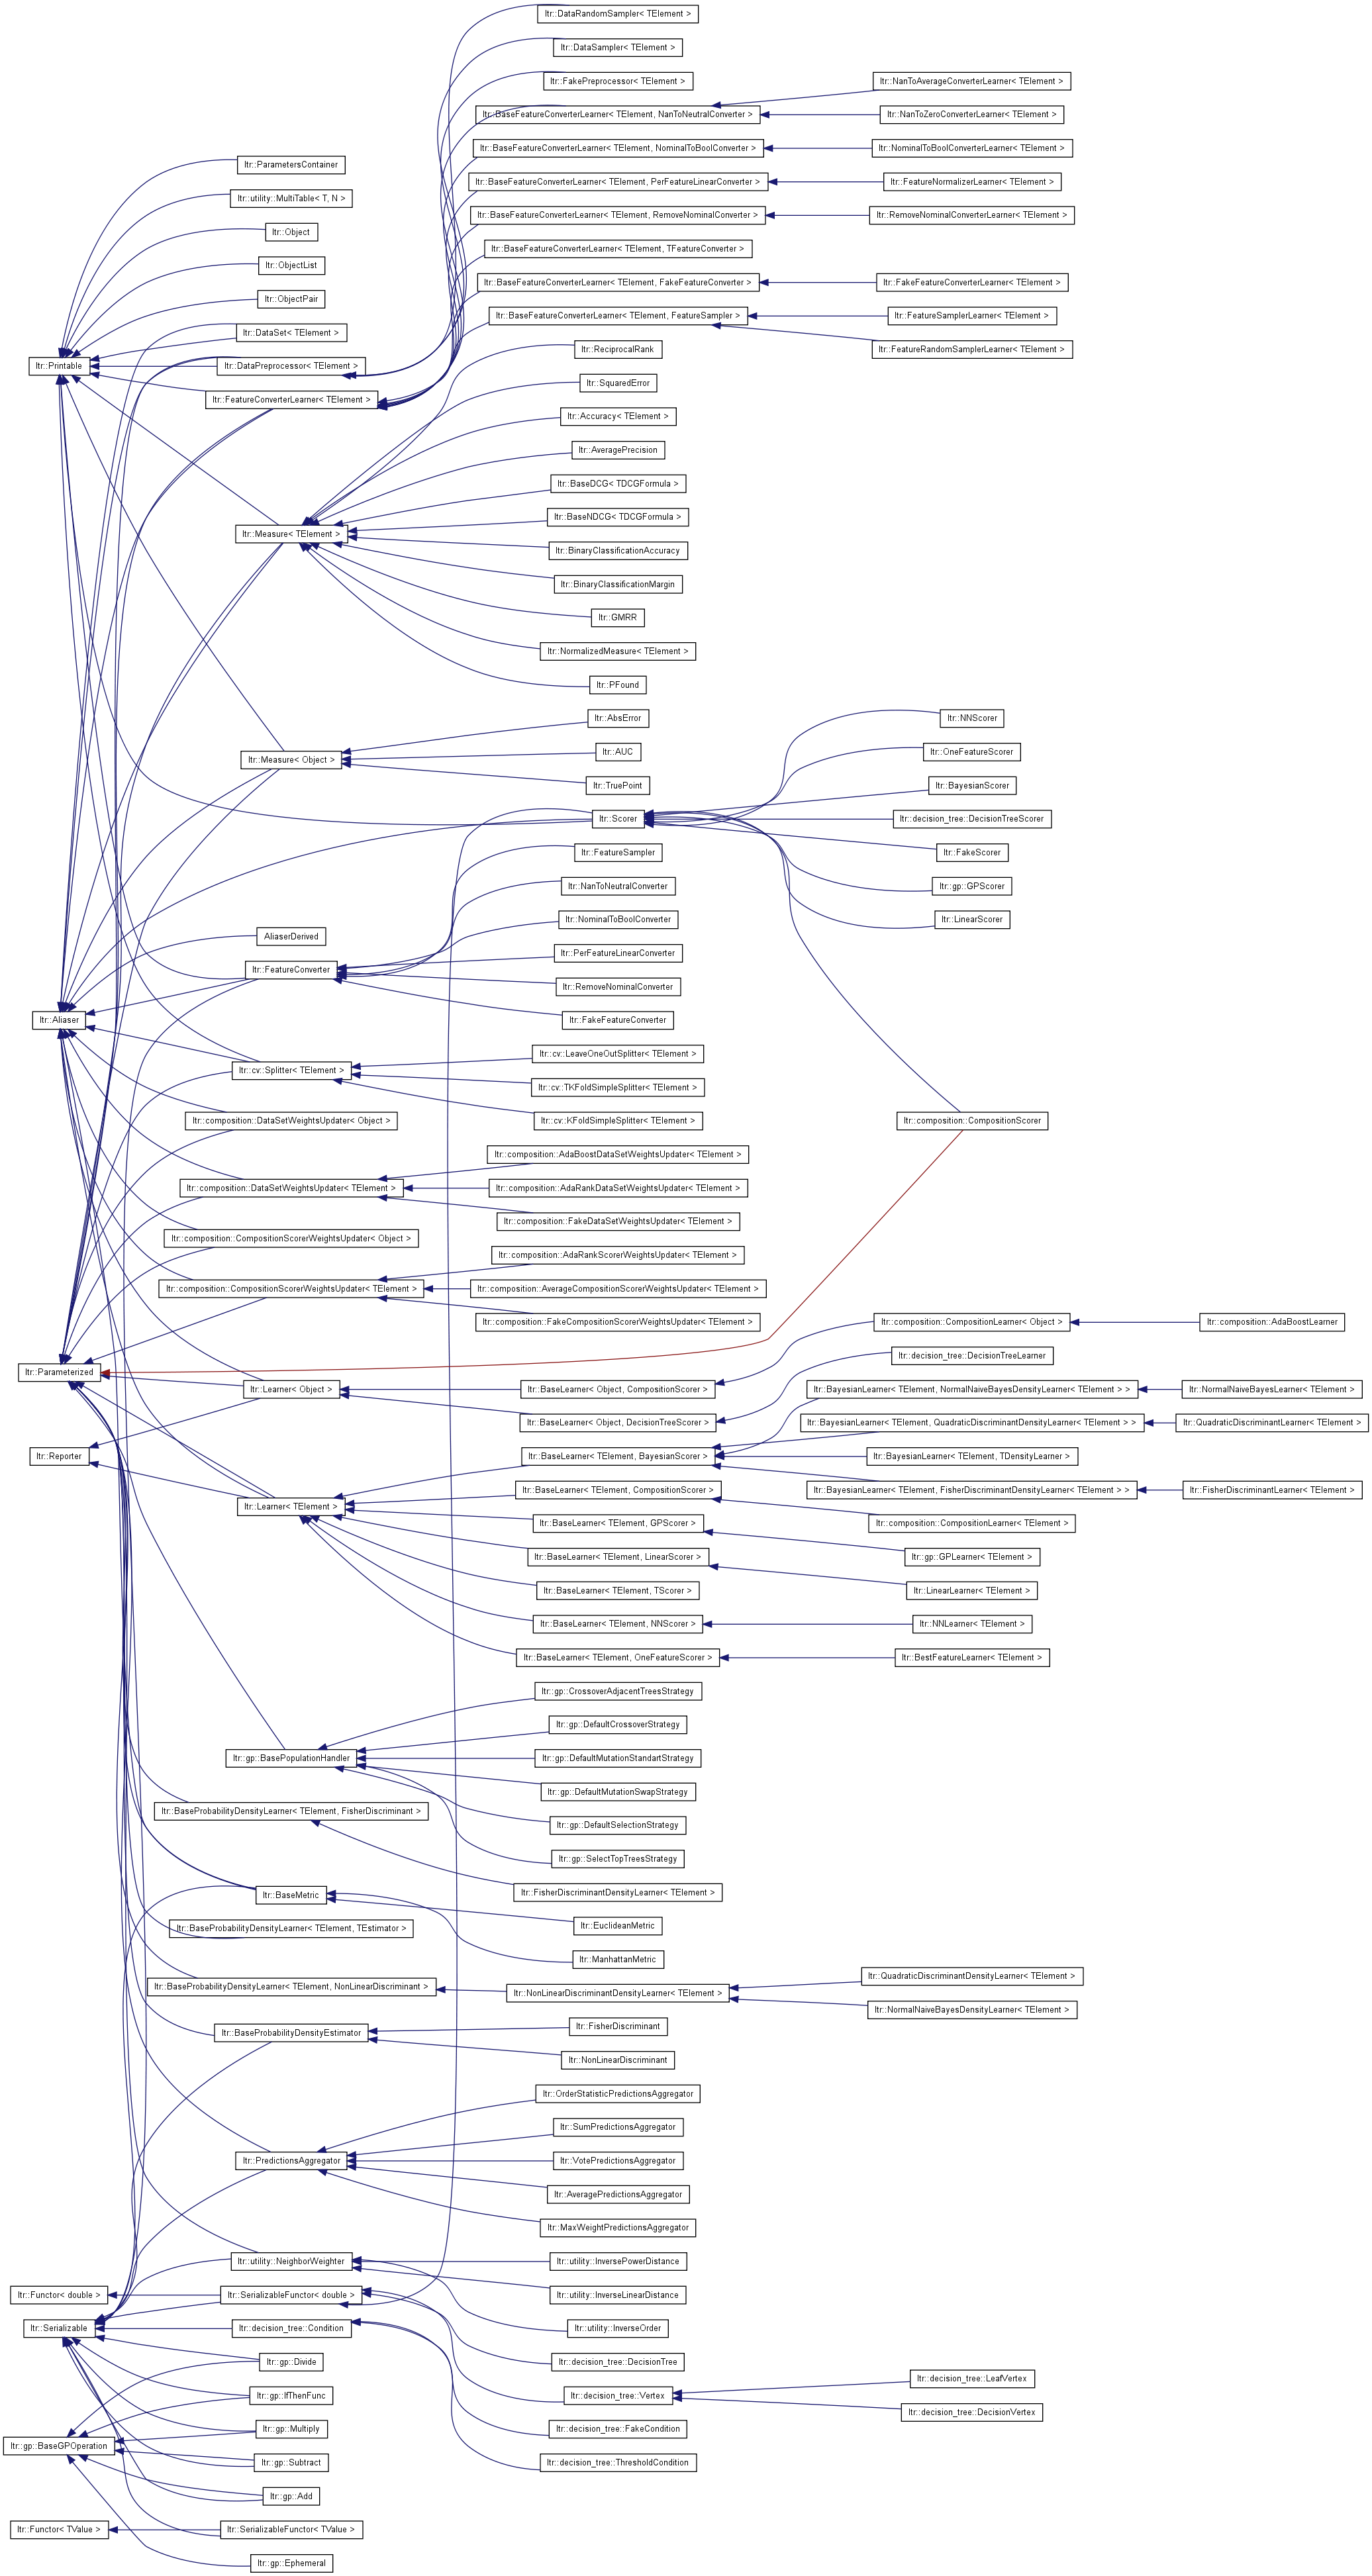 ltr::DataRandomSampler< TElement >
ltr::DataSampler< TElement >
ltr::FakePreprocessor< TElement >
ltr::NanToAverageConverterLearner< TElement >
ltr::BaseFeatureConverterLearner< TElement, NanToNeutralConverter >
ltr::NanToZeroConverterLearner< TElement >
ltr::BaseFeatureConverterLearner< TElement, NominalToBoolConverter >
ltr::NominalToBoolConverterLearner< TElement >
ltr::ParametersContainer
ltr::BaseFeatureConverterLearner< TElement, PerFeatureLinearConverter >
ltr::FeatureNormalizerLearner< TElement >
ltr::utility::MultiTable< T, N >
ltr::BaseFeatureConverterLearner< TElement, RemoveNominalConverter >
ltr::RemoveNominalConverterLearner< TElement >
ltr::Object
ltr::BaseFeatureConverterLearner< TElement, TFeatureConverter >
ltr::ObjectList
ltr::BaseFeatureConverterLearner< TElement, FakeFeatureConverter >
ltr::FakeFeatureConverterLearner< TElement >
ltr::ObjectPair
ltr::BaseFeatureConverterLearner< TElement, FeatureSampler >
ltr::FeatureSamplerLearner< TElement >
ltr::DataSet< TElement >
ltr::ReciprocalRank
ltr::FeatureRandomSamplerLearner< TElement >
ltr::Printable
ltr::DataPreprocessor< TElement >
ltr::SquaredError
ltr::FeatureConverterLearner< TElement >
ltr::Accuracy< TElement >
ltr::AveragePrecision
ltr::BaseDCG< TDCGFormula >
ltr::BaseNDCG< TDCGFormula >
ltr::Measure< TElement >
ltr::BinaryClassificationAccuracy
ltr::BinaryClassificationMargin
ltr::GMRR
ltr::NormalizedMeasure< TElement >
ltr::PFound
ltr::AbsError
ltr::NNScorer
ltr::Measure< Object >
ltr::AUC
ltr::OneFeatureScorer
ltr::TruePoint
ltr::BayesianScorer
ltr::Scorer
ltr::decision_tree::DecisionTreeScorer
ltr::FeatureSampler
ltr::FakeScorer
ltr::NanToNeutralConverter
ltr::gp::GPScorer
ltr::NominalToBoolConverter
ltr::LinearScorer
AliaserDerived
ltr::PerFeatureLinearConverter
ltr::FeatureConverter
ltr::RemoveNominalConverter
ltr::Aliaser
ltr::FakeFeatureConverter
ltr::cv::LeaveOneOutSplitter< TElement >
ltr::cv::Splitter< TElement >
ltr::cv::TKFoldSimpleSplitter< TElement >
ltr::composition::DataSetWeightsUpdater< Object >
ltr::cv::KFoldSimpleSplitter< TElement >
ltr::composition::CompositionScorer
ltr::composition::AdaBoostDataSetWeightsUpdater< TElement >
ltr::composition::DataSetWeightsUpdater< TElement >
ltr::composition::AdaRankDataSetWeightsUpdater< TElement >
ltr::composition::FakeDataSetWeightsUpdater< TElement >
ltr::composition::CompositionScorerWeightsUpdater< Object >
ltr::composition::AdaRankScorerWeightsUpdater< TElement >
ltr::composition::CompositionScorerWeightsUpdater< TElement >
ltr::composition::AverageCompositionScorerWeightsUpdater< TElement >
ltr::composition::FakeCompositionScorerWeightsUpdater< TElement >
ltr::composition::CompositionLearner< Object >
ltr::composition::AdaBoostLearner
ltr::decision_tree::DecisionTreeLearner
ltr::Parameterized
ltr::Learner< Object >
ltr::BaseLearner< Object, CompositionScorer >
ltr::BayesianLearner< TElement, NormalNaiveBayesDensityLearner< TElement > >
ltr::NormalNaiveBayesLearner< TElement >
ltr::BaseLearner< Object, DecisionTreeScorer >
ltr::BayesianLearner< TElement, QuadraticDiscriminantDensityLearner< TElement > >
ltr::QuadraticDiscriminantLearner< TElement >
ltr::Reporter
ltr::BaseLearner< TElement, BayesianScorer >
ltr::BayesianLearner< TElement, TDensityLearner >
ltr::BaseLearner< TElement, CompositionScorer >
ltr::BayesianLearner< TElement, FisherDiscriminantDensityLearner< TElement > >
ltr::FisherDiscriminantLearner< TElement >
ltr::Learner< TElement >
ltr::BaseLearner< TElement, GPScorer >
ltr::composition::CompositionLearner< TElement >
ltr::BaseLearner< TElement, LinearScorer >
ltr::gp::GPLearner< TElement >
ltr::BaseLearner< TElement, TScorer >
ltr::LinearLearner< TElement >
ltr::BaseLearner< TElement, NNScorer >
ltr::NNLearner< TElement >
ltr::BaseLearner< TElement, OneFeatureScorer >
ltr::BestFeatureLearner< TElement >
ltr::gp::CrossoverAdjacentTreesStrategy
ltr::gp::DefaultCrossoverStrategy
ltr::gp::BasePopulationHandler
ltr::gp::DefaultMutationStandartStrategy
ltr::gp::DefaultMutationSwapStrategy
ltr::BaseProbabilityDensityLearner< TElement, FisherDiscriminant >
ltr::gp::DefaultSelectionStrategy
ltr::gp::SelectTopTreesStrategy
ltr::BaseMetric
ltr::FisherDiscriminantDensityLearner< TElement >
ltr::BaseProbabilityDensityLearner< TElement, TEstimator >
ltr::EuclideanMetric
ltr::ManhattanMetric
ltr::BaseProbabilityDensityLearner< TElement, NonLinearDiscriminant >
ltr::NonLinearDiscriminantDensityLearner< TElement >
ltr::QuadraticDiscriminantDensityLearner< TElement >
ltr::NormalNaiveBayesDensityLearner< TElement >
ltr::BaseProbabilityDensityEstimator
ltr::FisherDiscriminant
ltr::NonLinearDiscriminant
ltr::OrderStatisticPredictionsAggregator
ltr::SumPredictionsAggregator
ltr::PredictionsAggregator
ltr::VotePredictionsAggregator
ltr::AveragePredictionsAggregator
ltr::MaxWeightPredictionsAggregator
ltr::utility::NeighborWeighter
ltr::utility::InversePowerDistance
ltr::Functor< double >
ltr::SerializableFunctor< double >
ltr::utility::InverseLinearDistance
ltr::Serializable
ltr::decision_tree::Condition
ltr::utility::InverseOrder
ltr::gp::Divide
ltr::decision_tree::DecisionTree
ltr::decision_tree::LeafVertex
ltr::gp::IfThenFunc
ltr::decision_tree::Vertex
ltr::decision_tree::DecisionVertex
ltr::gp::Multiply
ltr::decision_tree::FakeCondition
ltr::gp::BaseGPOperation
ltr::gp::Subtract
ltr::decision_tree::ThresholdCondition
ltr::gp::Add
ltr::Functor< TValue >
ltr::SerializableFunctor< TValue >
ltr::gp::Ephemeral